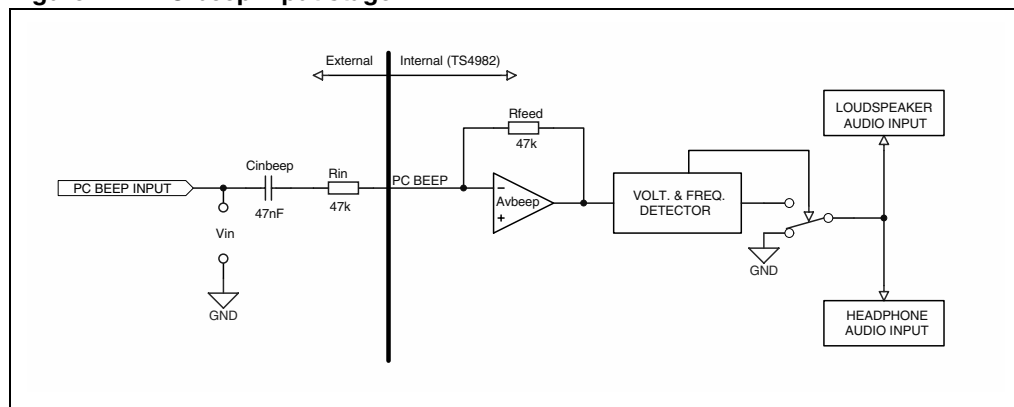 External
Internal (TS4982)
LOUDSPEAKER
AUDIO INPUT
Rfeed
47k
Cinbeep
Rin
PC BEEP INPUT
PC BEEP
47nF
47k
Avbeep
VOLT. & FREQ.
DETECTOR
Vin
GND
GND
HEADPHONE
AUDIO INPUT